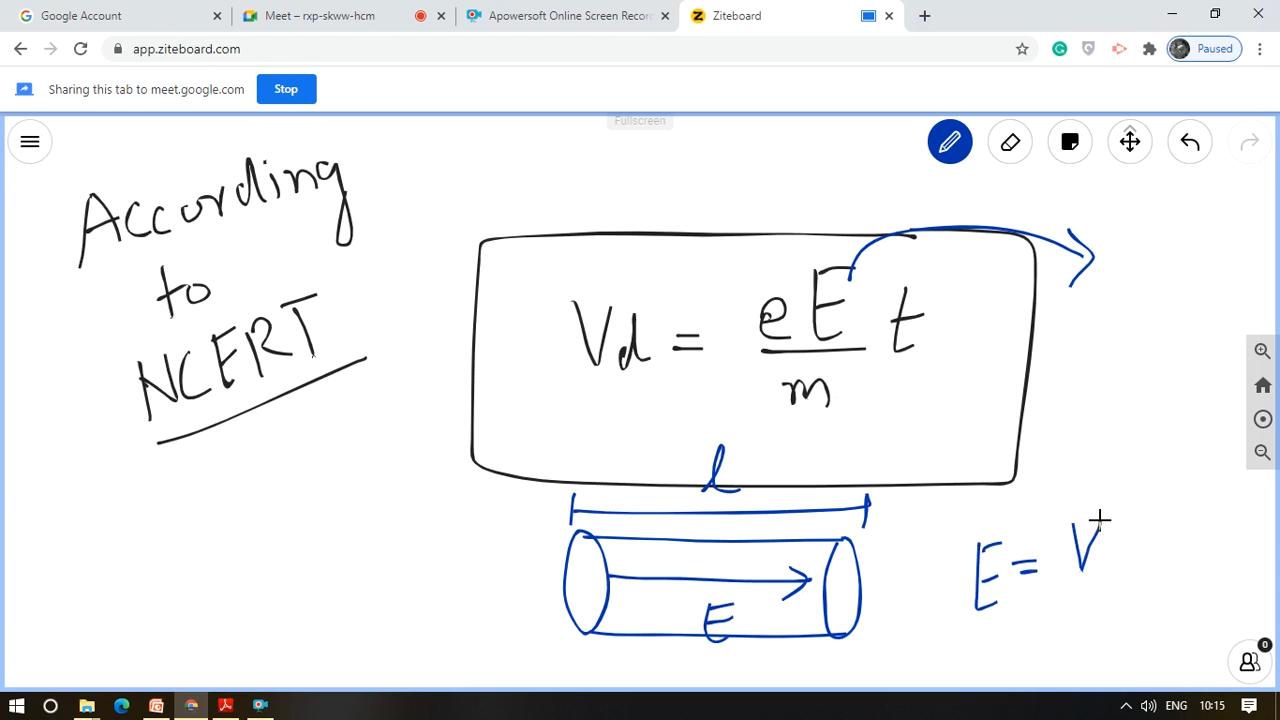 Google Account
Meet – rxp-skww-hcm
Apowersoft Online Screen Recor
Ziteboard
app.ziteboard.com
Paused
Sharing this tab to meet.google.com
Stop
Fullscreen
According
to
NCERT
Vd = eE/m t
l
E
E = V
0
ENG
10:15